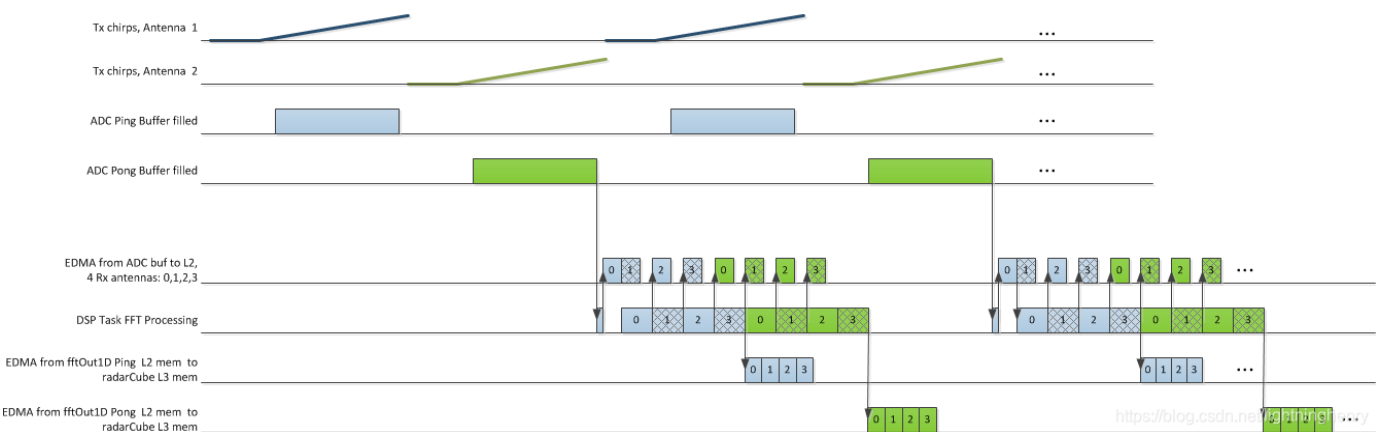 Tx chirps, Antenna 1
...
Tx chirps, Antenna 2
...
ADC Ping Buffer filled
...
ADC Pong Buffer filled
...
EDMA from ADC buf to L2,
4 Rx antennas: 0,1,2,3
0 1 2 3 0 1 2 3 0 1 2 3 0 1 2 3 ...
DSP Task FFT Processing
0 1 2 3 0 1 2 3 0 1 2 3 0 1 2 3
EDMA from fftOut1D Ping L2 mem to
radarCube L3 mem
0 1 2 3 0 1 2 3 ...
EDMA from fftOut1D Pong L2 mem to
radarCube L3 mem
0 1 2 3 0 1 2 3 ...